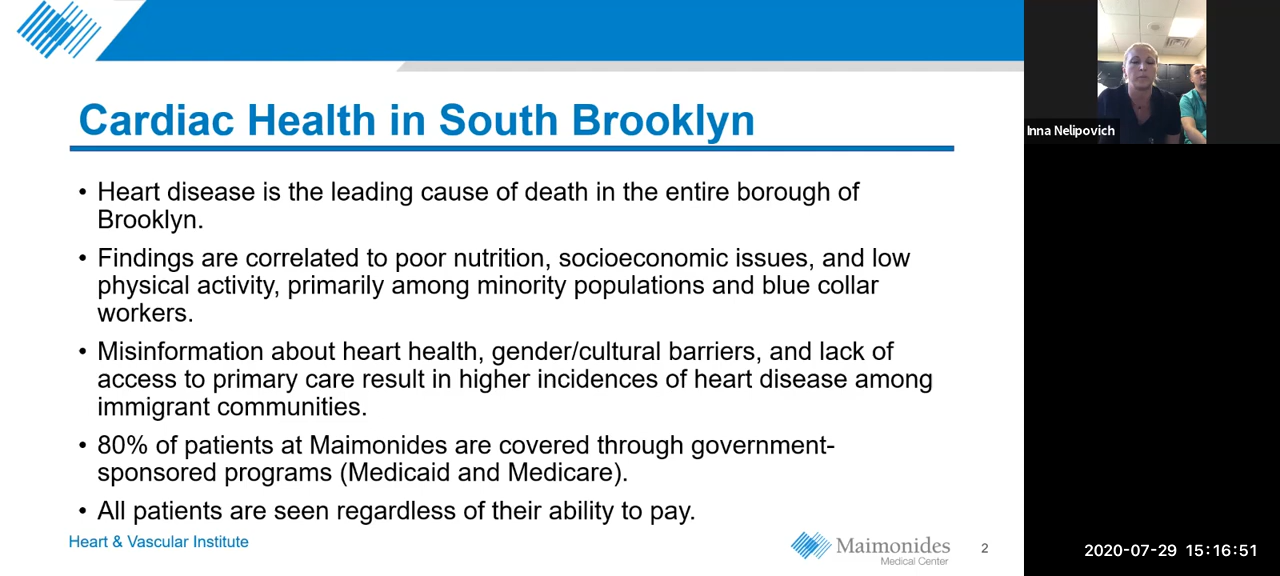 Cardiac Health in South Brooklyn
• Heart disease is the leading cause of death in the entire borough of
Brooklyn.
• Findings are correlated to poor nutrition, socioeconomic issues, and low
physical activity, primarily among minority populations and blue collar
workers.
• Misinformation about heart health, gender/cultural barriers, and lack of
access to primary care result in higher incidences of heart disease among
immigrant communities.
• 80% of patients at Maimonides are covered through government-
sponsored programs (Medicaid and Medicare).
• All patients are seen regardless of their ability to pay.
Heart & Vascular Institute
Maimonides
Medical Center
2
Inna Nelipovich
2020-07-29 15:16:51